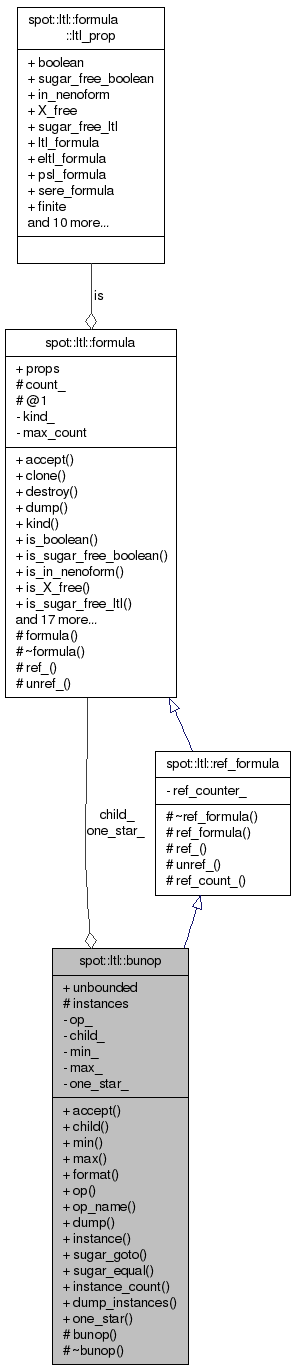 spot::ltl::formula
::ltl_prop
+ boolean
+ sugar_free_boolean
+ in_nenoform
+ X_free
+ sugar_free_ltl
+ ltl_formula
+ eltl_formula
+ psl_formula
+ sere_formula
+ finite
and 10 more...
is
spot::ltl::formula
+ props
# count_
# @1
- kind_
- max_count
+ accept()
+ clone()
+ destroy()
+ dump()
+ kind()
+ is_boolean()
+ is_sugar_free_boolean()
+ is_in_nenoform()
+ is_X_free()
+ is_sugar_free_ltl()
and 17 more...
# formula()
# ~formula()
# ref_()
# unref_()
child_
one_star_
spot::ltl::ref_formula
- ref_counter_
# ~ref_formula()
# ref_formula()
# ref_()
# unref_()
# ref_count_()
spot::ltl::bunop
+ unbounded
# instances
- op_
- child_
- min_
- max_
- one_star_
+ accept()
+ child()
+ min()
+ max()
+ format()
+ op()
+ op_name()
+ dump()
+ instance()
+ sugar_goto()
+ sugar_equal()
+ instance_count()
+ dump_instances()
+ one_star()
# bunop()
# ~bunop()